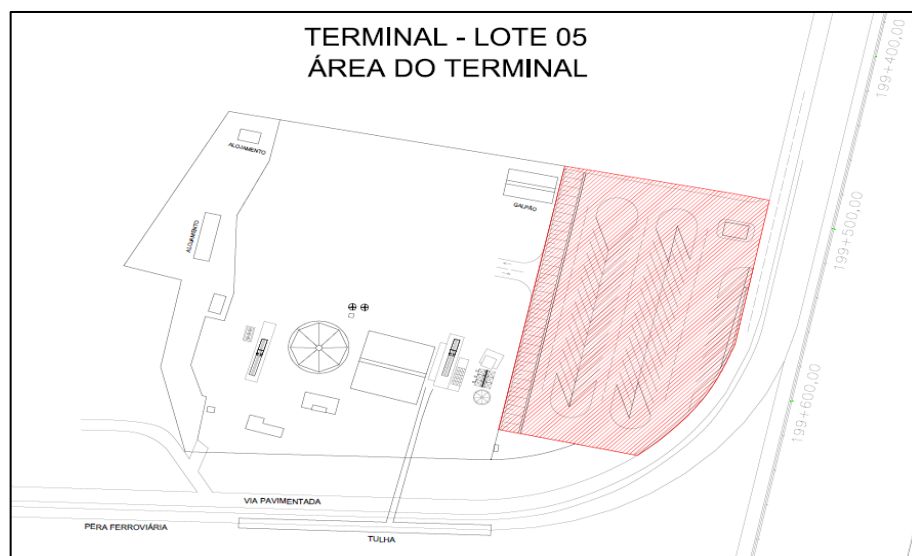 TERMINAL - LOTE 05
ÁREA DO TERMINAL
199+400,00
ALOJAMENTO
GALPÃO
ALOJAMENTO
199+500,00
199+600,00
VIA PAVIMENTADA
PÊRA FERROVIÁRIA
TULHA